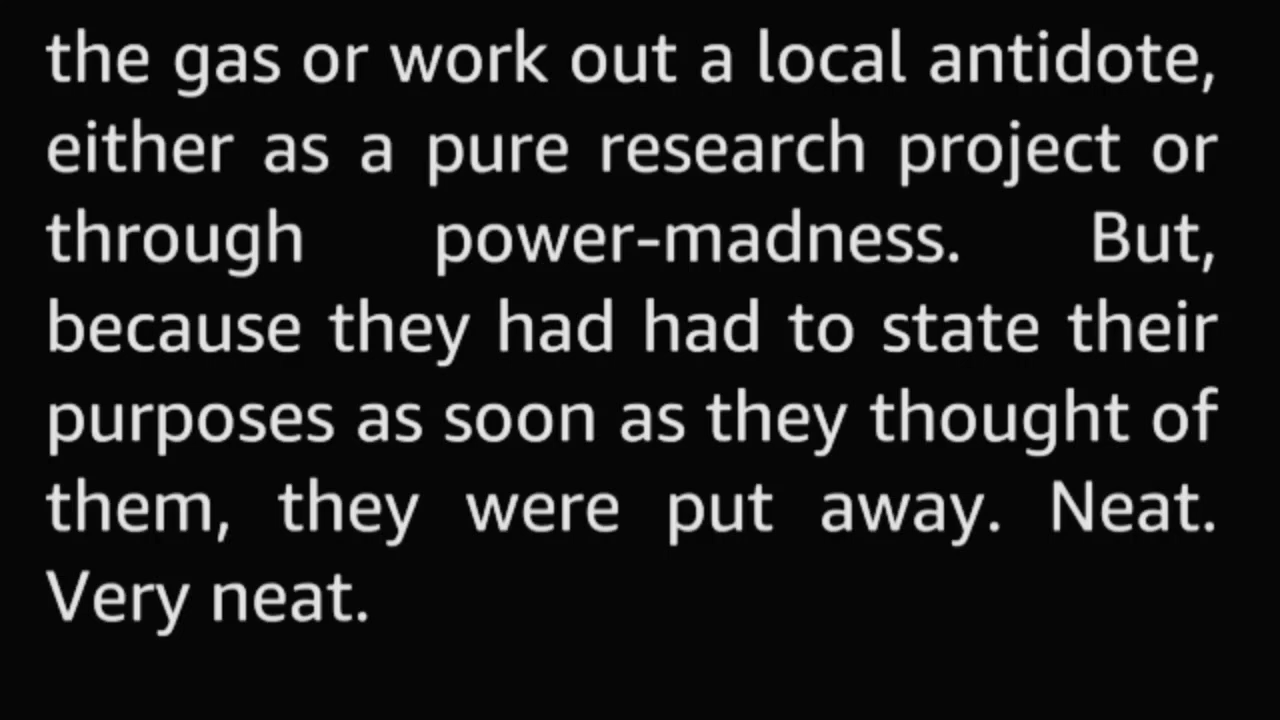 the gas or work out a local antidote,
either as a pure research project or
through power-madness. But,
because they had had to state their
purposes as soon as they thought of
them, they were put away. Neat.
Very neat.